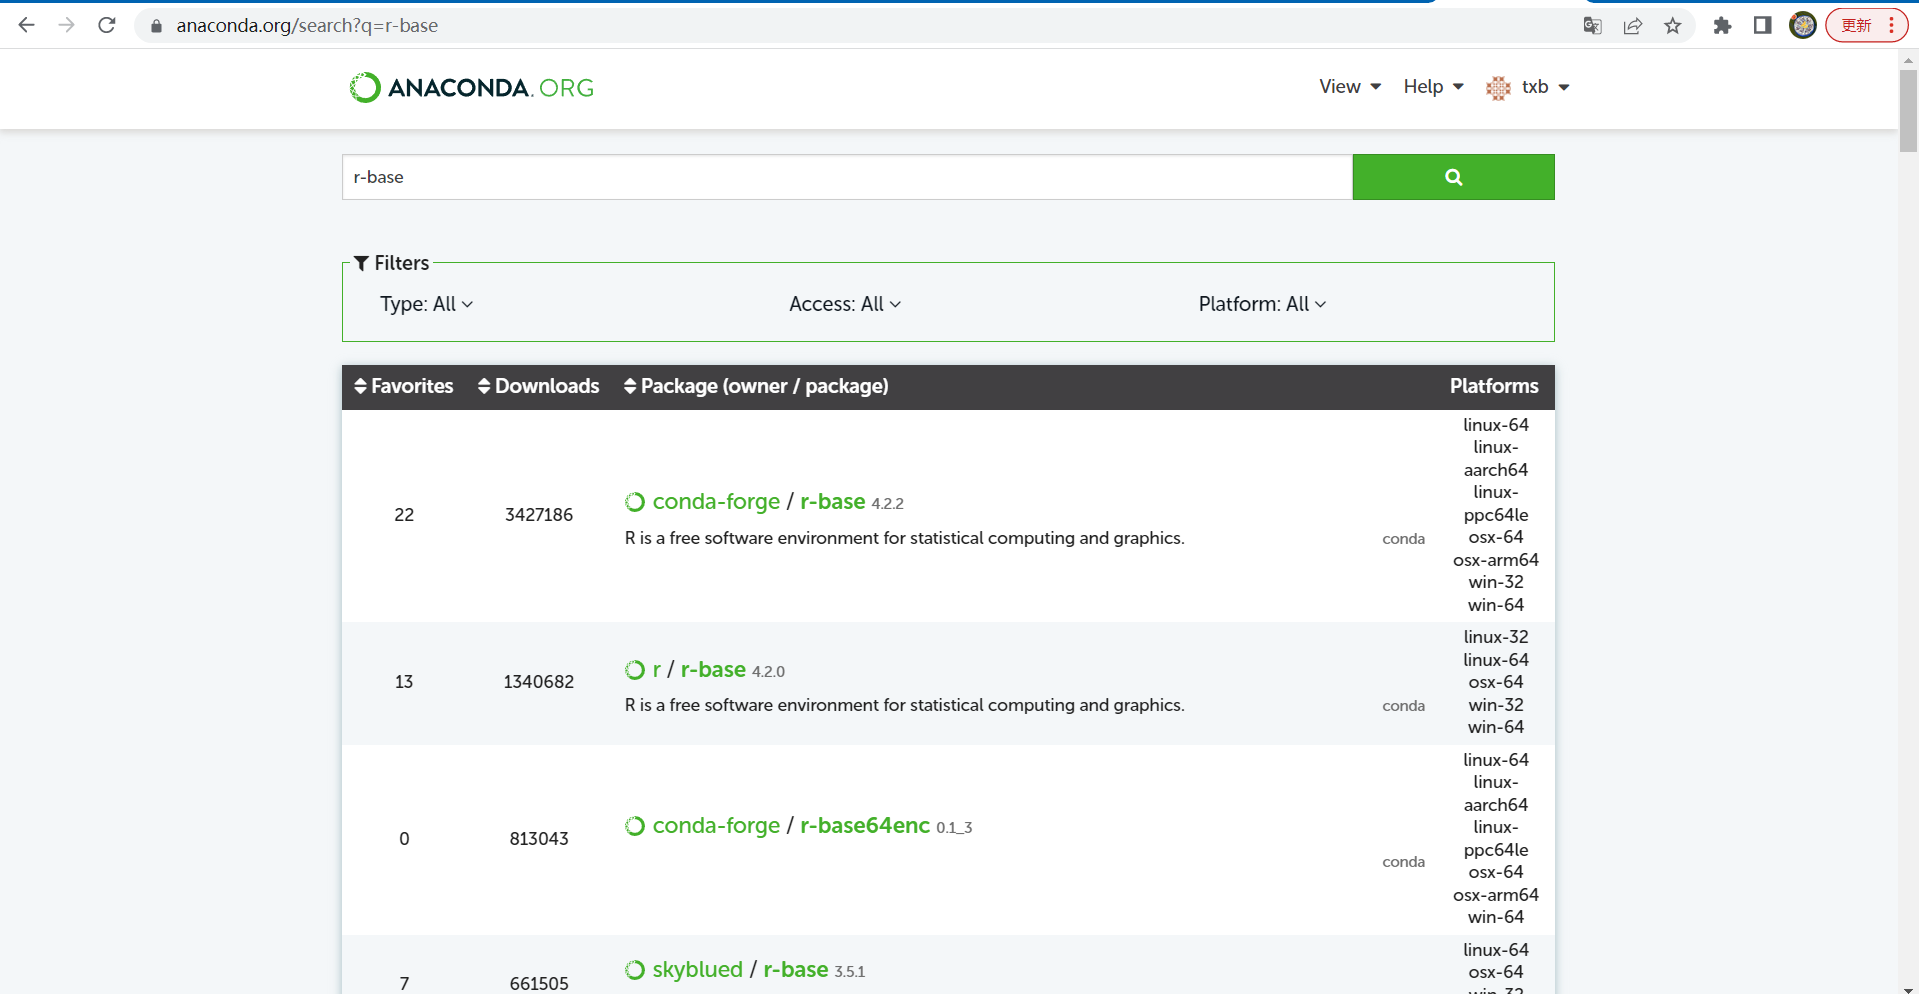 anaconda.org/search?q=r-base
更新
ANACONDA.ORG
View
Help
txb
r-base
Filters
Type: All
Access: All
Platform: All
Favorites
Downloads
Package (owner / package)
Platforms
22
3427186
conda-forge / r-base 4.2.2
R is a free software environment for statistical computing and graphics.
conda
linux-64
linux-
aarch64
linux-
ppc64le
osx-64
osx-arm64
win-32
win-64
13
1340682
r / r-base 4.2.0
R is a free software environment for statistical computing and graphics.
conda
linux-32
linux-64
osx-64
win-32
win-64
0
813043
conda-forge / r-base64enc 0.1_3
conda
linux-64
linux-
aarch64
linux-
ppc64le
osx-64
osx-arm64
win-64
7
661505
skyblued / r-base 3.5.1
linux-64
osx-64
win-32